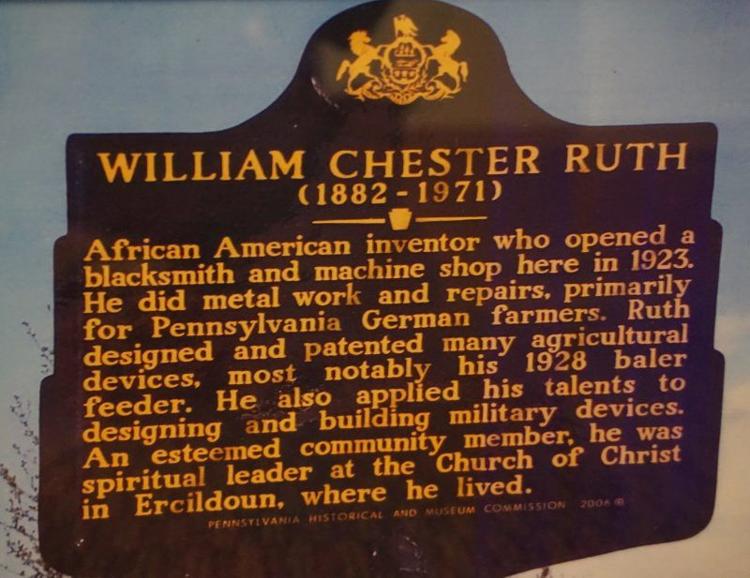 WILLIAM CHESTER RUTH
(1882 - 1971)
African American inventor who opened a
blacksmith and machine shop here in 1923.
He did metal work and repairs, primarily
for Pennsylvania German farmers. Ruth
designed and patented many agricultural
devices, most notably his 1928 baler
feeder. He also applied his talents to
designing and building military devices.
An esteemed community member, he was
spiritual leader at the Church of Christ
in Ercildoun, where he lived.
PENNSYLVANIA HISTORICAL AND MUSEUM COMMISSION 2006 ®